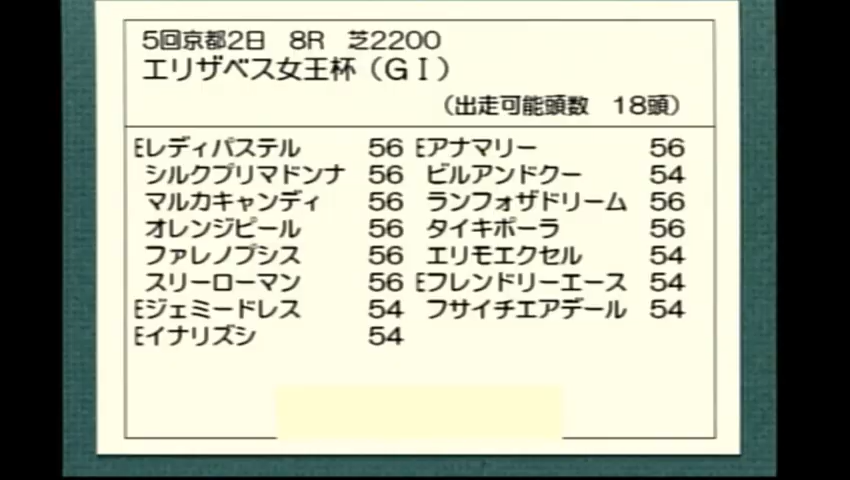 5回京都2日 8R 芝2200
エリザベス女王杯(GⅠ)
(出走可能頭数 18頭)
Eレディパステル 56 Eアナマリー 56
シルクプリマドンナ 56 ビルアンドクー 54
マルカキャンディ 56 ランフォザドリーム 56
オレンジピール 56 タイキポーラ 56
ファレノプシス 56 エリモエクセル 54
スリーローマン 56 Eフレンドリーエース 54
Eジェミードレス 54 フサイチエアデール 54
Eイナリズシ 54